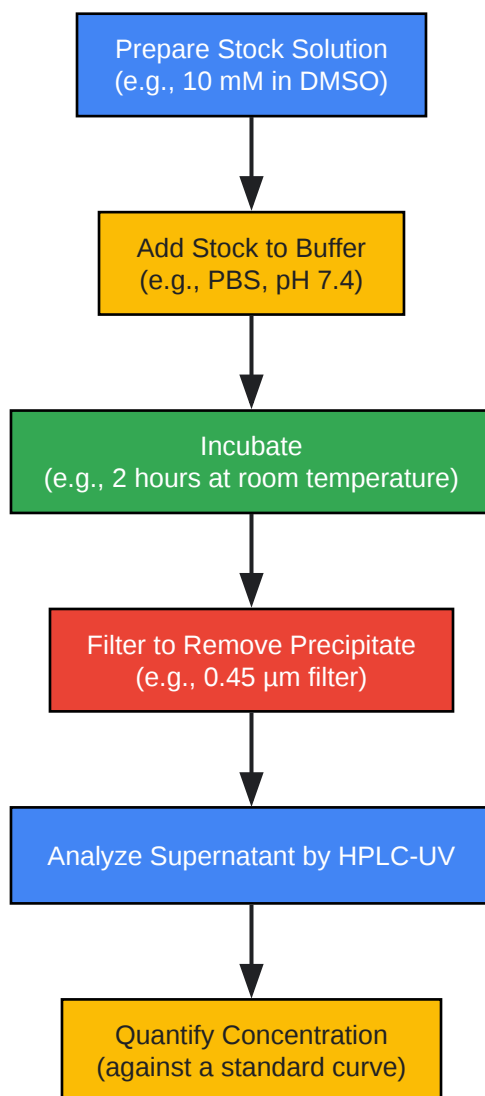 Prepare Stock Solution
(e.g., 10 mM in DMSO)
Add Stock to Buffer
(e.g., PBS, pH 7.4)
Incubate
(e.g., 2 hours at room temperature)
Filter to Remove Precipitate
(e.g., 0.45 µm filter)
Analyze Supernatant by HPLC-UV
Quantify Concentration
(against a standard curve)